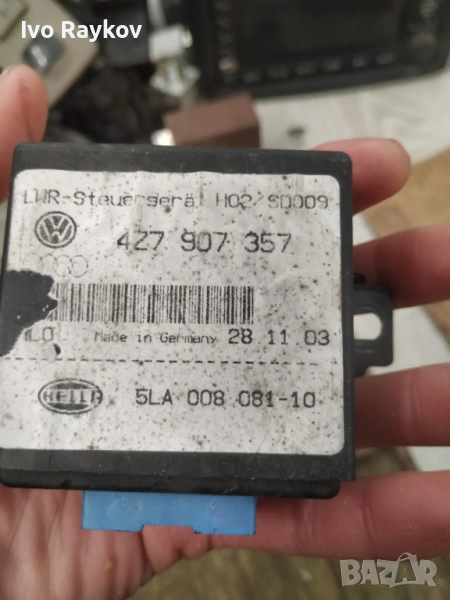 Ivo Raykov
LWR-Steuergerät H02/SD009
4Z7 907 357
Made in Germany 28 11 03
HELLA
5LA 008 081-10
BAZAR